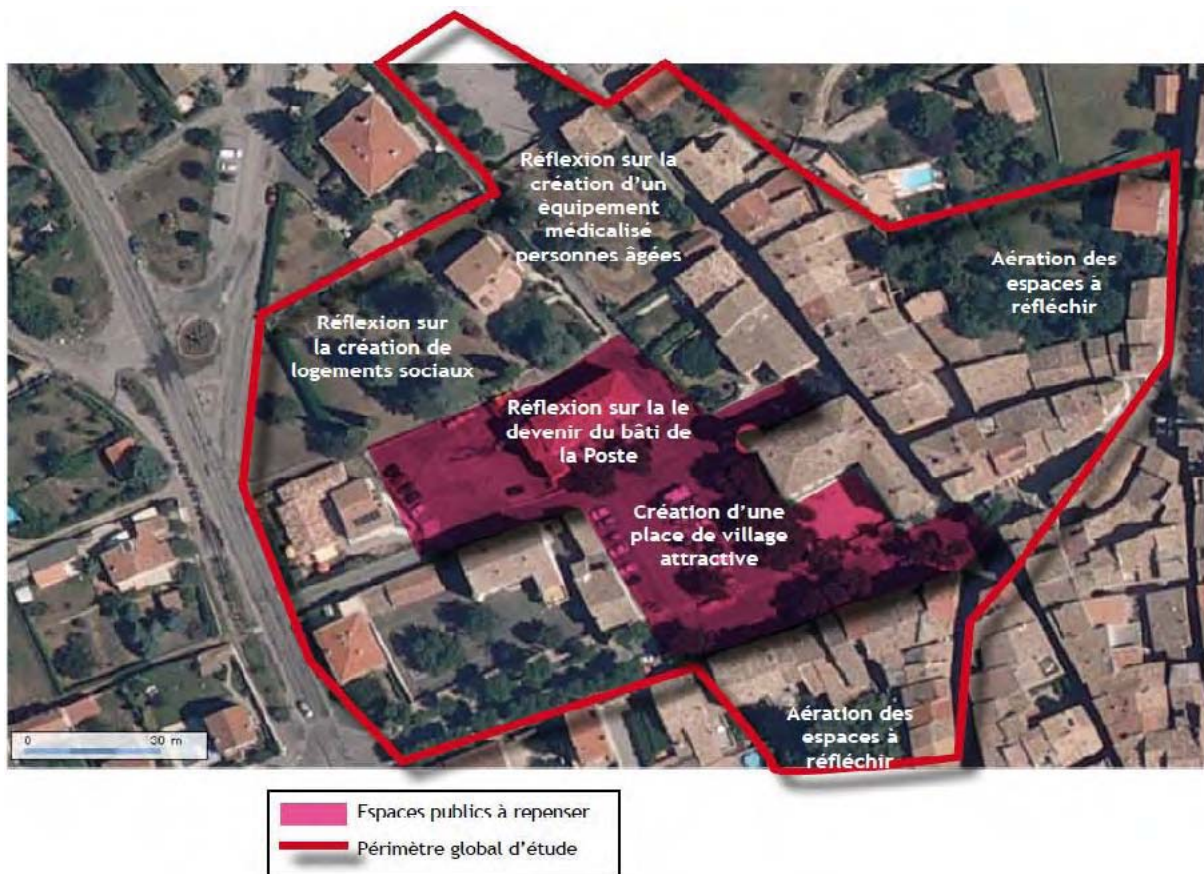 Réflexion sur la
création d'un
èquipement
médicalisé
personnes âgées
Aération des
espaces à
réfléchir
Réflexion sur
la création de
logements sociaux
Réflexion sur la le
devenir du bâti de
la Poste
Création d'une
place de village
attractive
Aération des
espaces à
réfléchir
0 30 m
Espaces publics à repenser
Périmètre global d'étude